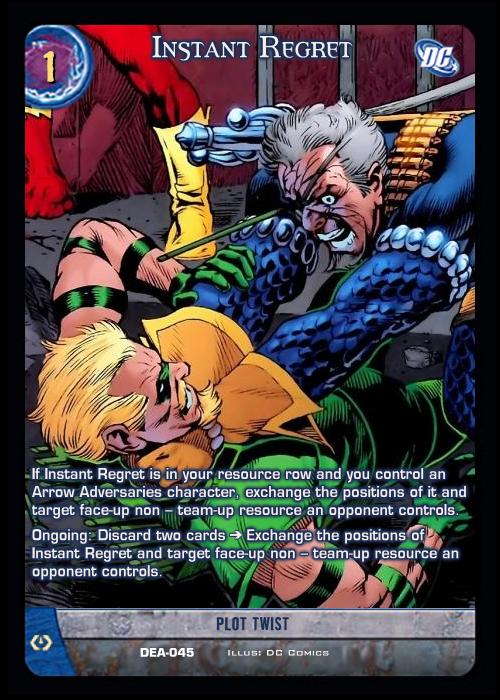 Instant Regret
1
DC
If Instant Regret is in your resource row and you control an
Arrow Adversaries character, exchange the positions of it and
target face-up non – team-up resource an opponent controls.
Ongoing: Discard two cards ➔ Exchange the positions of
Instant Regret and target face-up non – team-up resource an
opponent controls.
PLOT TWIST
DEA-045 Illus: DC Comics